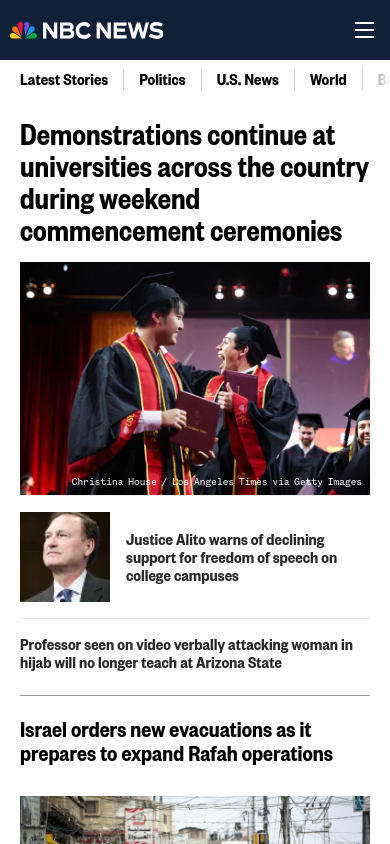 NBC NEWS
Latest Stories
Politics
U.S. News
World
Demonstrations continue at
universities across the country
during weekend
commencement ceremonies
Christina House / Los Angeles Times via Getty Images
Justice Alito warns of declining
support for freedom of speech on
college campuses
Professor seen on video verbally attacking woman in
hijab will no longer teach at Arizona State
Israel orders new evacuations as it
prepares to expand Rafah operations